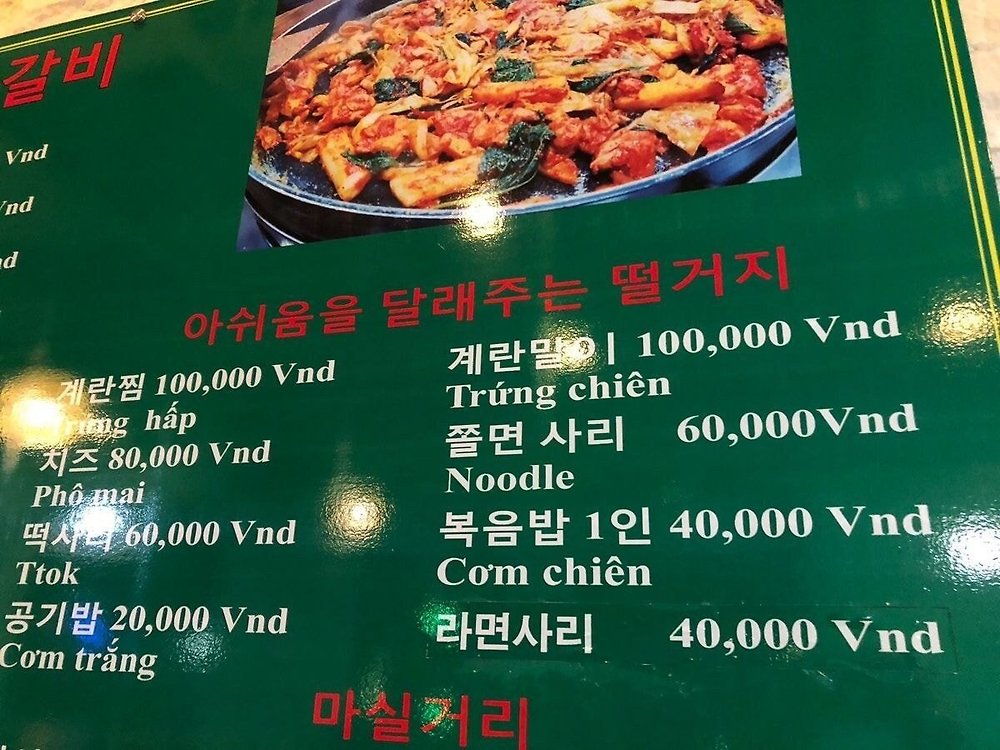 갈비
Vnd
Vnd
아쉬움을 달래주는 떨거지
계란찜 100,000 Vnd
Trứng hấp
치즈 80,000 Vnd
Phô mai
떡사리 60,000 Vnd
Ttok
공기밥 20,000 Vnd
Cơm trắng
계란말이 100,000 Vnd
Trứng chiên
쫄면 사리 60,000Vnd
Noodle
복음밥 1인 40,000 Vnd
Cơm chiên
라면사리 40,000 Vnd
마실거리